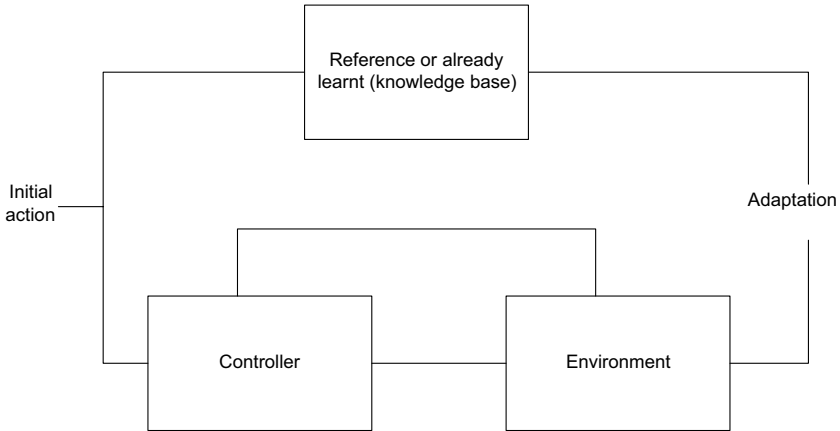 Reference or already
learnt (knowledge base)
Initial
action
Adaptation
Controller
Environment